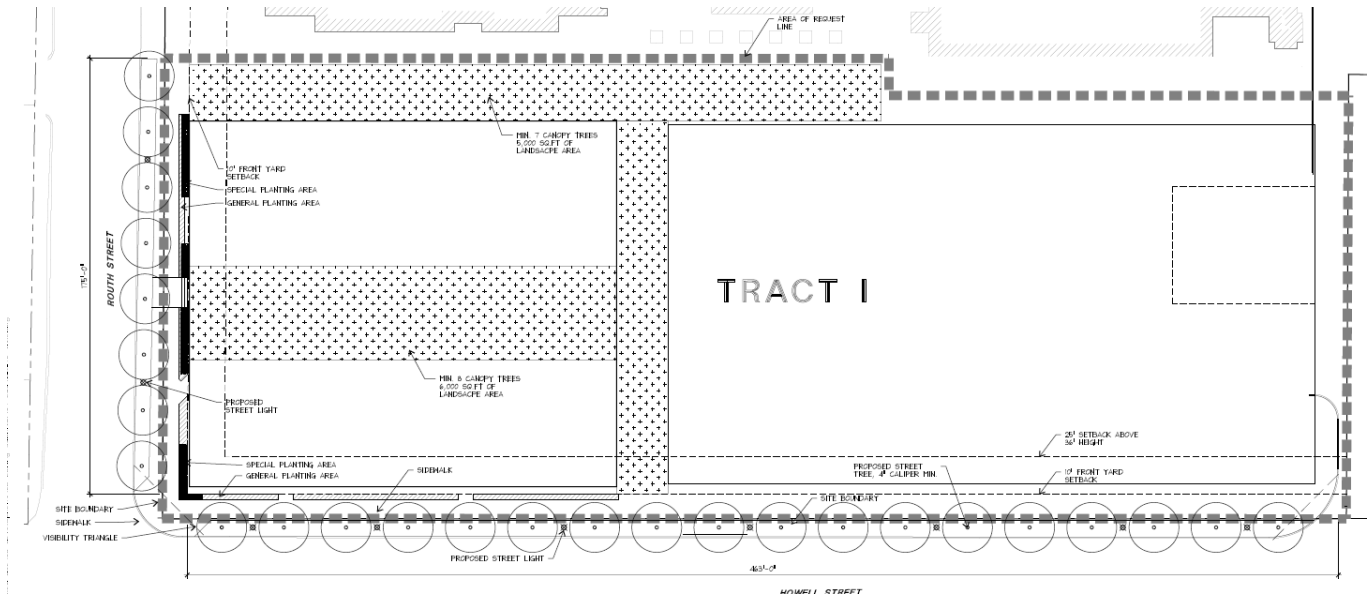 AREA OF REQUEST
LINE
MIN. 7 CANOPY TREES
5,000 SQ.FT OF
LANDSACPE AREA
10' FRONT YARD
SETBACK
SPECIAL PLANTING AREA
GENERAL PLANTING AREA
175'-0"
ROUTH STREET
TRACT I
MIN. 8 CANOPY TREES
6,000 SQ.FT OF
LANDSACPE AREA
PROPOSED
STREET LIGHT
25' SETBACK ABOVE
36' HEIGHT
SPECIAL PLANTING AREA
GENERAL PLANTING AREA
SIDEWALK
PROPOSED STREET
TREE, 4" CALIPER MIN.
10' FRONT YARD
SETBACK
SITE BOUNDARY
SITE BOUNDARY
SIDEWALK
VISIBILITY TRIANGLE
PROPOSED STREET LIGHT
463'-0"
HOWELL STREET